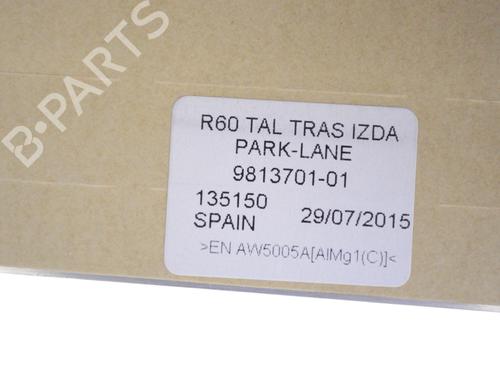 B-PARTS
R60 TAL TRAS IZDA
PARK-LANE
9813701-01
135150
SPAIN 29/07/2015
>EN AW5005A[AlMg1(C)]<